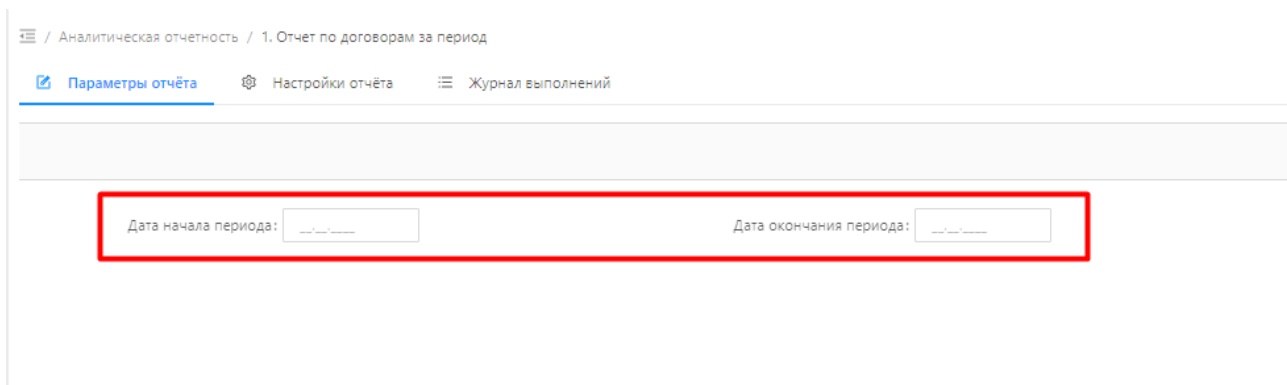 / Аналитическая отчетность / 1. Отчет по договорам за период
Параметры отчёта Настройки отчёта Журнал выполнений
Дата начала периода: __.__.____ Дата окончания периода: __.__.____